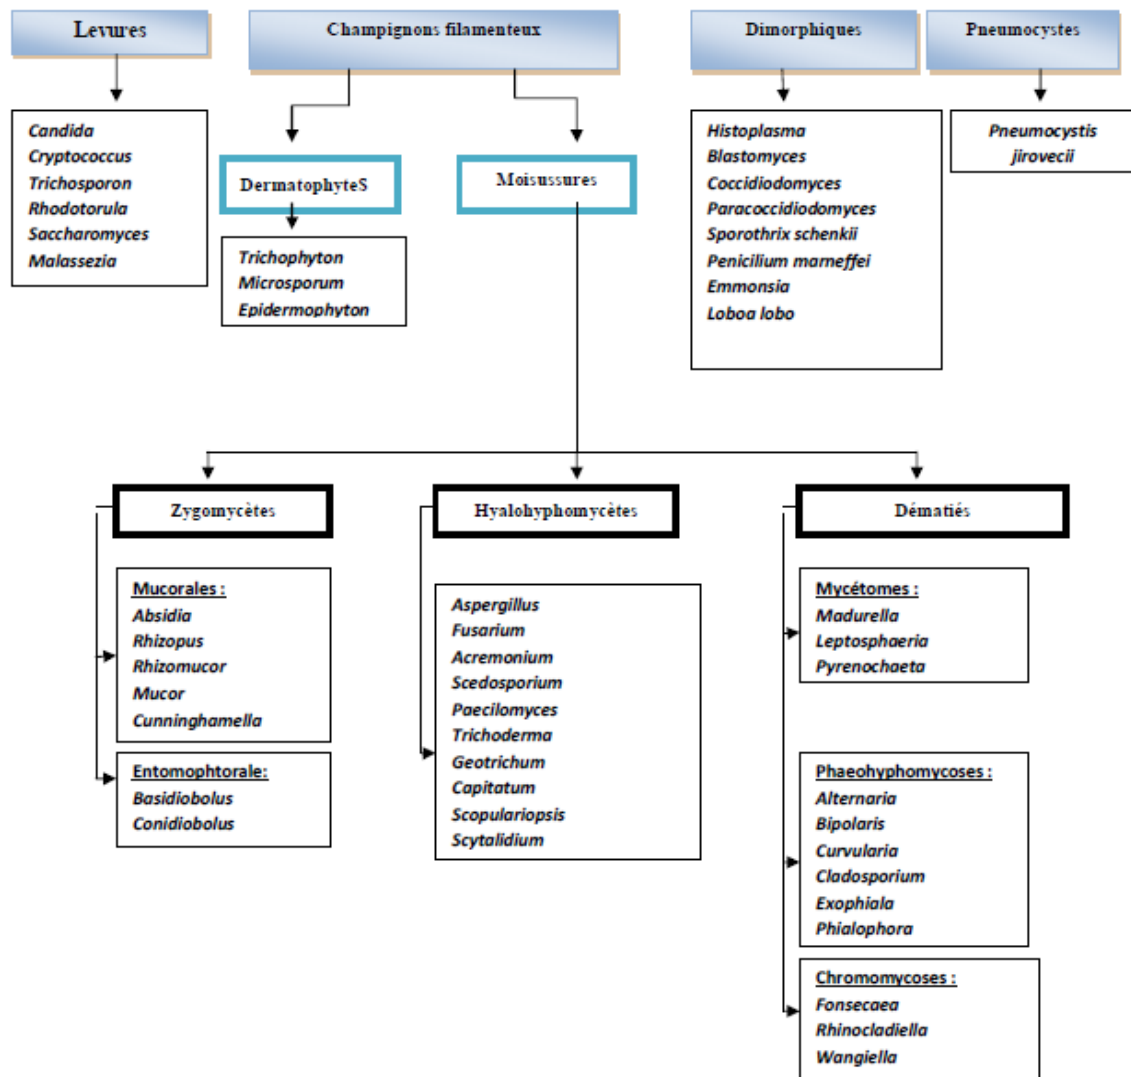 Levures
Champignons filamenteux
Dimorphiques
Pneumocystes
Candida
Cryptococcus
Trichosporon
Rhodotorula
Saccharomyces
Malassezia
DermatophyteS
Trichophyton
Microsporum
Epidermophyton
Moisussures
Histoplasma
Blastomyces
Coccidiodomyces
Paracoccidiodomyces
Sporothrix schenkii
Penicilium marneffei
Emmonsia
Loboa lobo
Pneumocystis
jirovecii
Zygomycètes
Hyalohyphomycètes
Dématiés
Mucorales :
Absidia
Rhizopus
Rhizomucor
Mucor
Cunninghamella
Entomophtorale:
Basidiobolus
Conidiobolus
Aspergillus
Fusarium
Acremonium
Scedosporium
Paecilomyces
Trichoderma
Geotrichum
Capitatum
Scopulariopsis
Scytalidium
Mycétomes :
Madurella
Leptosphaeria
Pyrenochaeta
Phaeohyphomycoses :
Alternaria
Bipolaris
Curvularia
Cladosporium
Exophiala
Phialophora
Chromomycoses :
Fonsecaea
Rhinocladiella
Wangiella